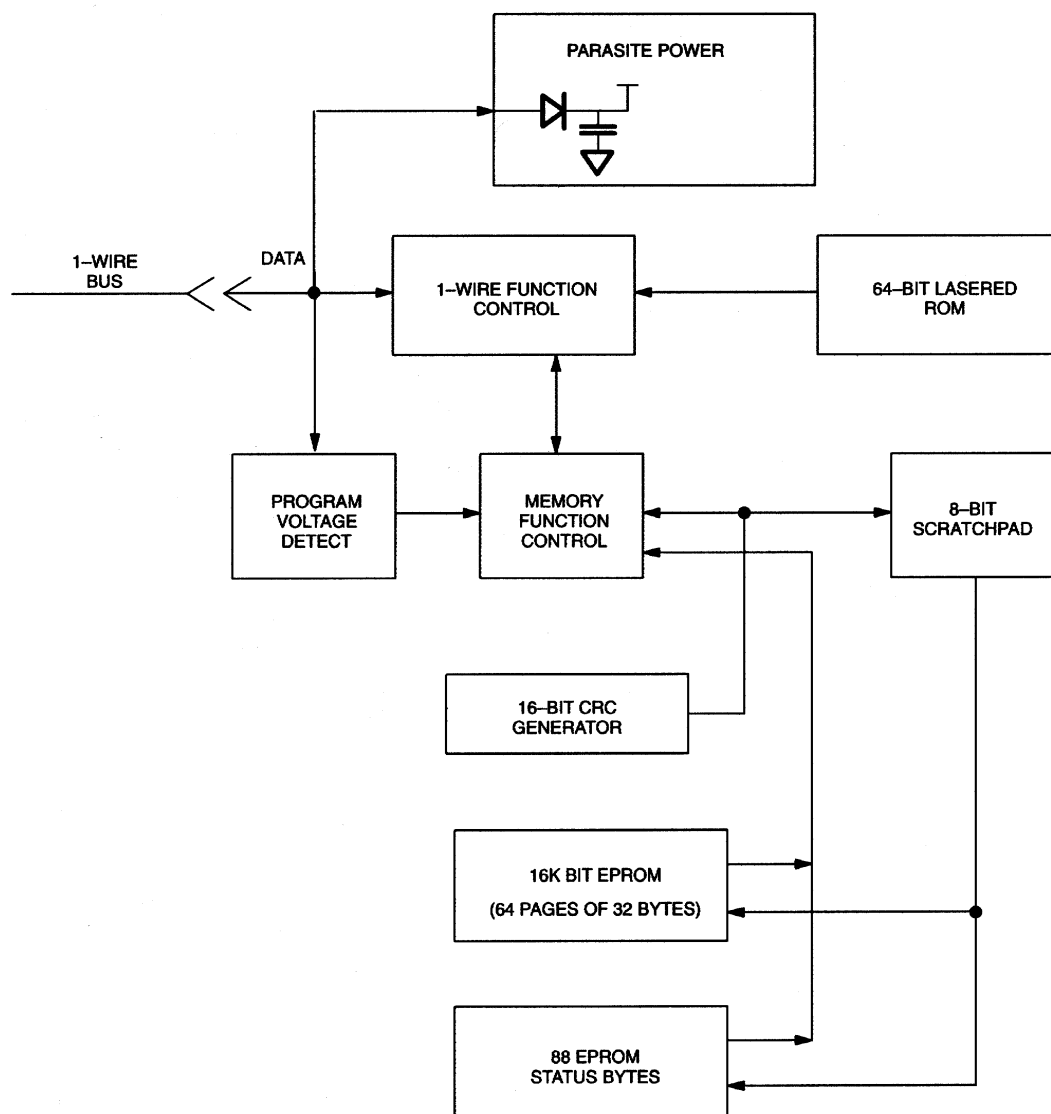 PARASITE POWER
1–WIRE
BUS
DATA
1–WIRE FUNCTION
CONTROL
64–BIT LASERED
ROM
PROGRAM
VOLTAGE
DETECT
MEMORY
FUNCTION
CONTROL
8–BIT
SCRATCHPAD
16–BIT CRC
GENERATOR
16K BIT EPROM
(64 PAGES OF 32 BYTES)
88 EPROM
STATUS BYTES